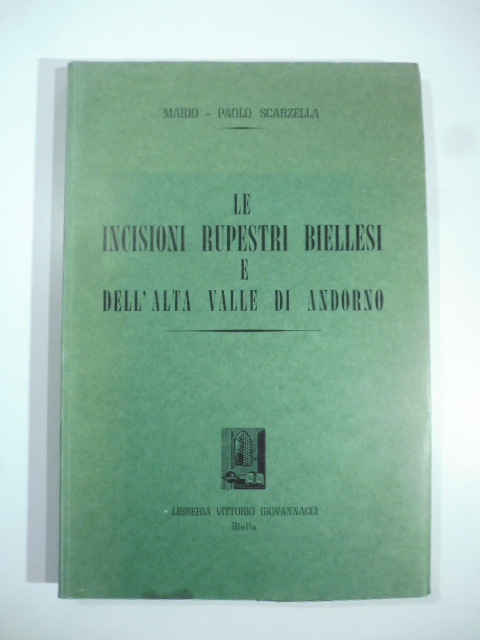 MARIO - PAOLO SCARZELLA
LE
INCISIONI RUPESTRI BIELLESI
E
DELL'ALTA VALLE DI ANDORNO
LIBRERIA VITTORIO GIOVANNACCI
Biella